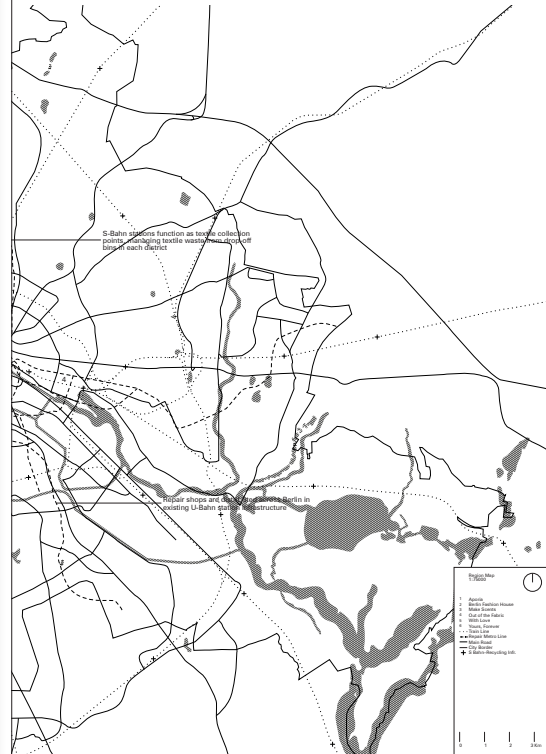 S-Bahn stations function as textile collection
points, managing textile waste from drop-off
bins in each district
Repair shops are distributed across Berlin in
existing U-Bahn station infrastructure
Region Map
1:75000
1 Aporia
2 Berlin Fashion House
3 Make Scents
4 Out of the Fabric
5 With Love
6 Yours, Forever
Train Line
Repair Metro Line
Main Road
City Border
S Bahn-Recycling Infr.
0 1 2 3 Km